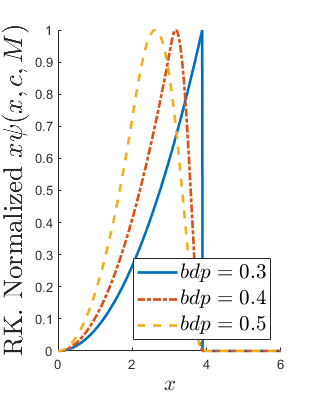 RK. Normalized xψ(x, c, M)
1
0.9
0.8
0.7
0.6
0.5
0.4
0.3
0.2
0.1
0
bdp = 0.3
bdp = 0.4
bdp = 0.5
0 2 4 6
x